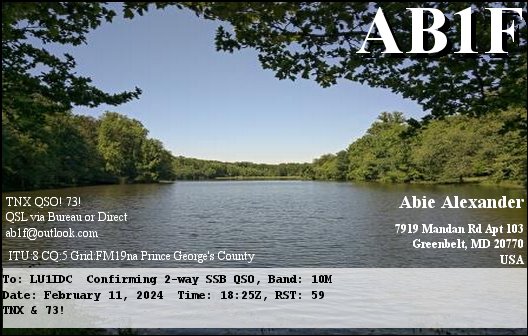 AB1F
TNX QSO! 73!
QSL via Bureau or Direct
ab1f@outlook.com
ITU 8 CQ 5 Grid:FM19na Prince George's County
Abie Alexander
7919 Mandan Rd Apt 103
Greenbelt, MD 20770
USA
To: LU1IDC Confirming 2-way SSB QSO, Band: 10M
Date: February 11, 2024 Time: 18:25Z, RST: 59
TNX & 73!